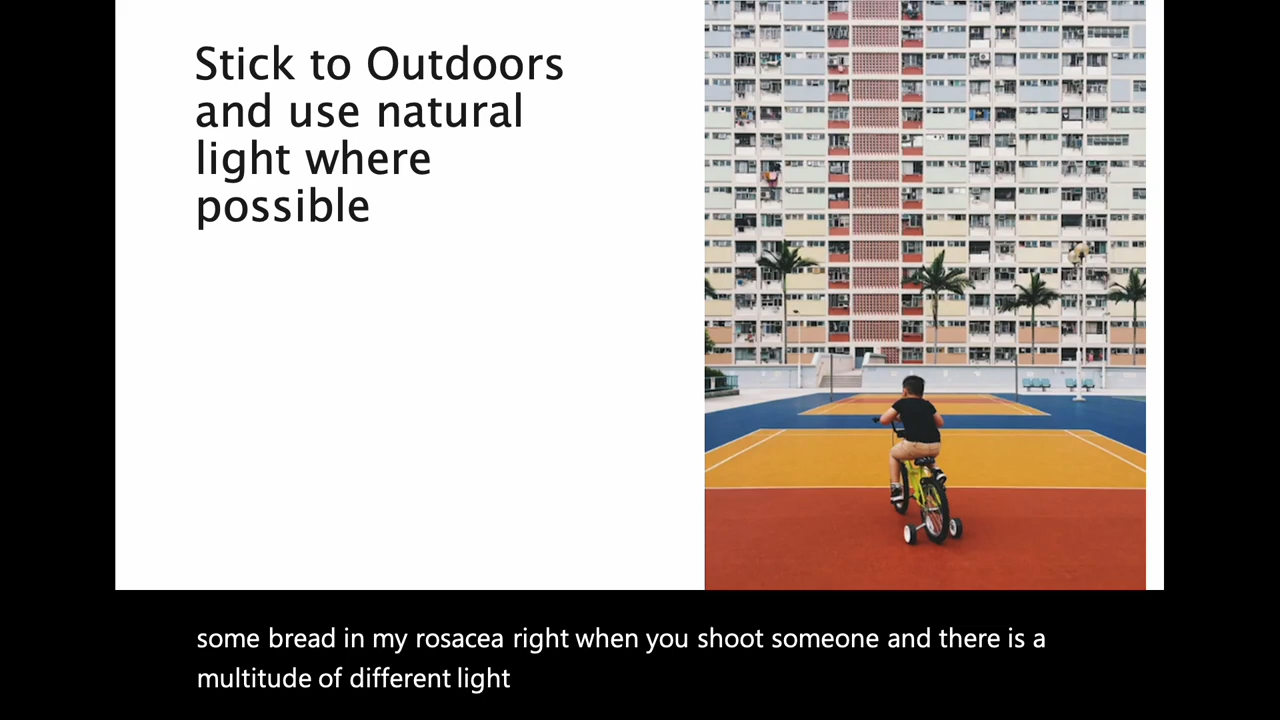 Stick to Outdoors
and use natural
light where
possible
some bread in my rosacea right when you shoot someone and there is a
multitude of different light